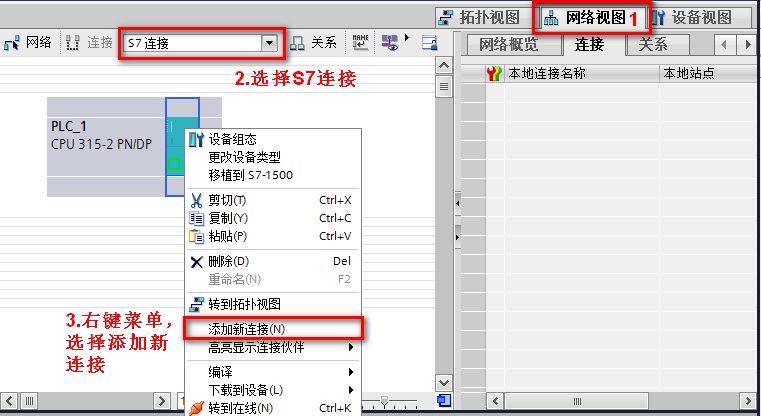 拓扑视图 网络视图 1 设备视图
网络 连接 S7 连接 关系
网络概览 连接 关系
2.选择S7连接
本地连接名称 本地站点
PLC_1
CPU 315-2 PN/DP
设备组态
更改设备类型
移植到 S7-1500
剪切(T) Ctrl+X
复制(Y) Ctrl+C
粘贴(P) Ctrl+V
删除(D) Del
重命名(N) F2
转到拓扑视图
添加新连接(N)
高亮显示连接伙伴
编译
下载到设备(L)
转到在线(N) Ctrl+K
3.右键菜单，
选择添加新
连接